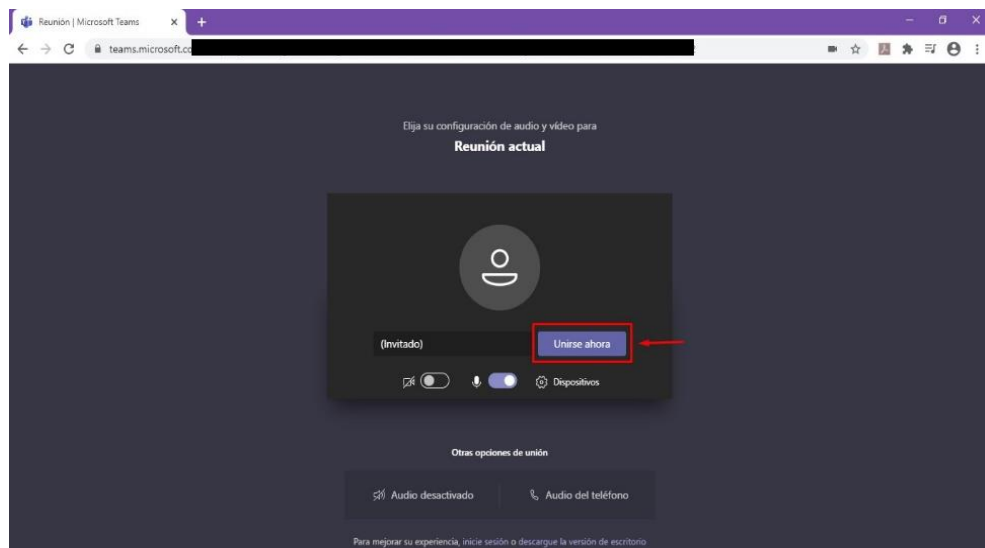 Reunión | Microsoft Teams
teams.microsoft.co
Elija su configuración de audio y vídeo para
Reunión actual
(Invitado)
Unirse ahora
Dispositivos
Otras opciones de unión
Audio desactivado
Audio del teléfono
Para mejorar su experiencia, inicie sesión o descargue la versión de escritorio